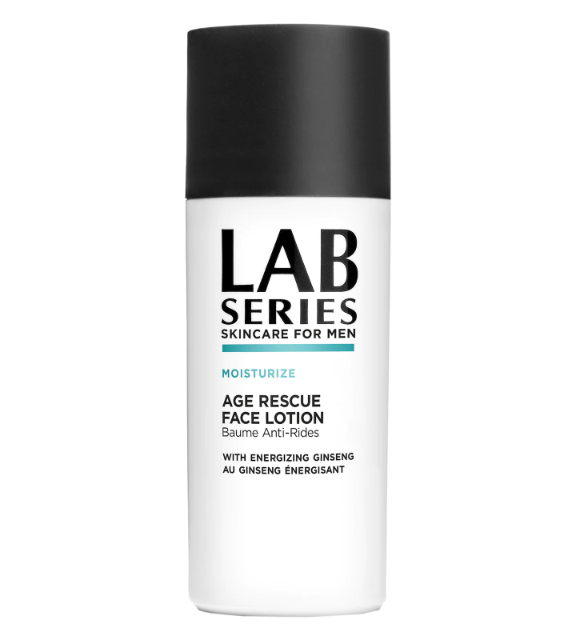 LAB
SERIES
SKINCARE FOR MEN
MOISTURIZE
AGE RESCUE
FACE LOTION
Baume Anti-Rides
WITH ENERGIZING GINSENG
AU GINSENG ÉNERGISANT